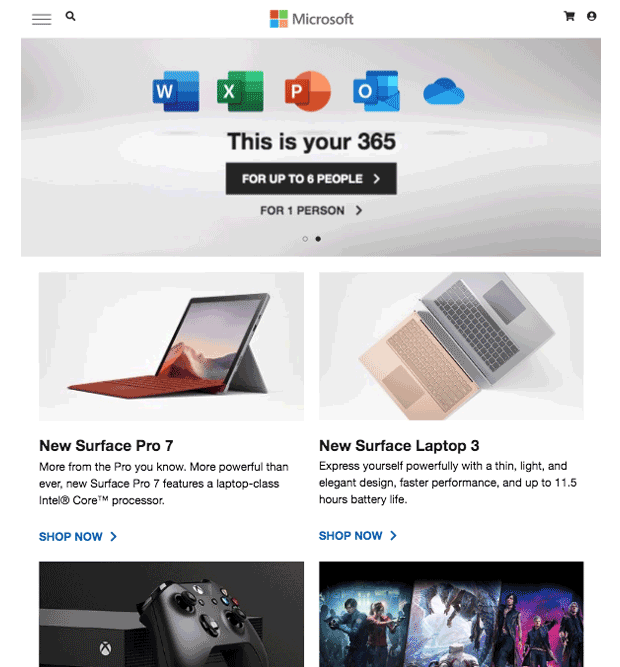 Microsoft
W X P O
This is your 365
FOR UP TO 6 PEOPLE
FOR 1 PERSON
New Surface Pro 7
More from the Pro you know. More powerful than
ever, new Surface Pro 7 features a laptop-class
Intel® Core™ processor.
SHOP NOW
New Surface Laptop 3
Express yourself powerfully with a thin, light, and
elegant design, faster performance, and up to 11.5
hours battery life.
SHOP NOW